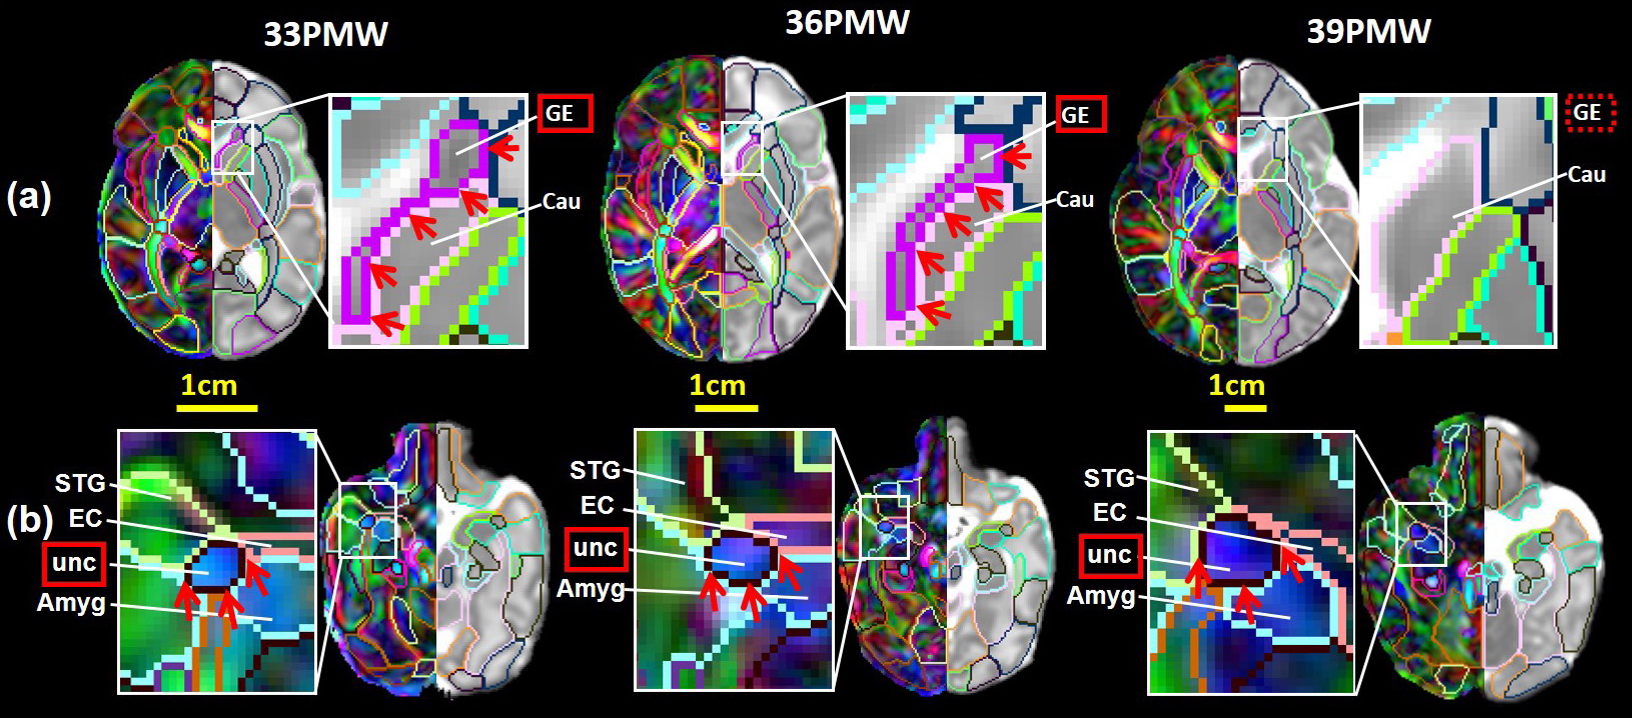 33PMW
36PMW
39PMW
(a)
GE
Cau
GE
Cau
GE
Cau
1cm
1cm
1cm
(b)
STG
EC
unc
Amyg
STG
EC
unc
Amyg
STG
EC
unc
Amyg